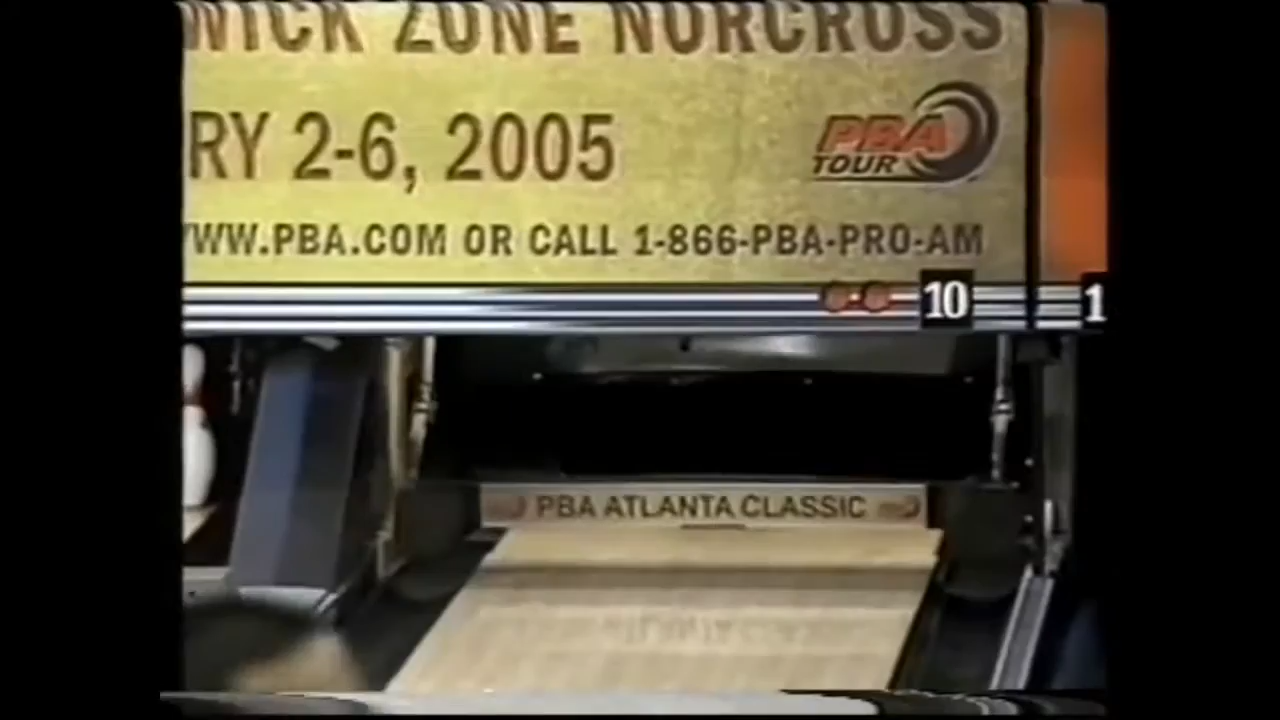 WICK ZONE NORCROSS
RY 2-6, 2005
PBA
TOUR
WWW.PBA.COM OR CALL 1-866-PBA-PRO-AM
10
1
PBA ATLANTA CLASSIC